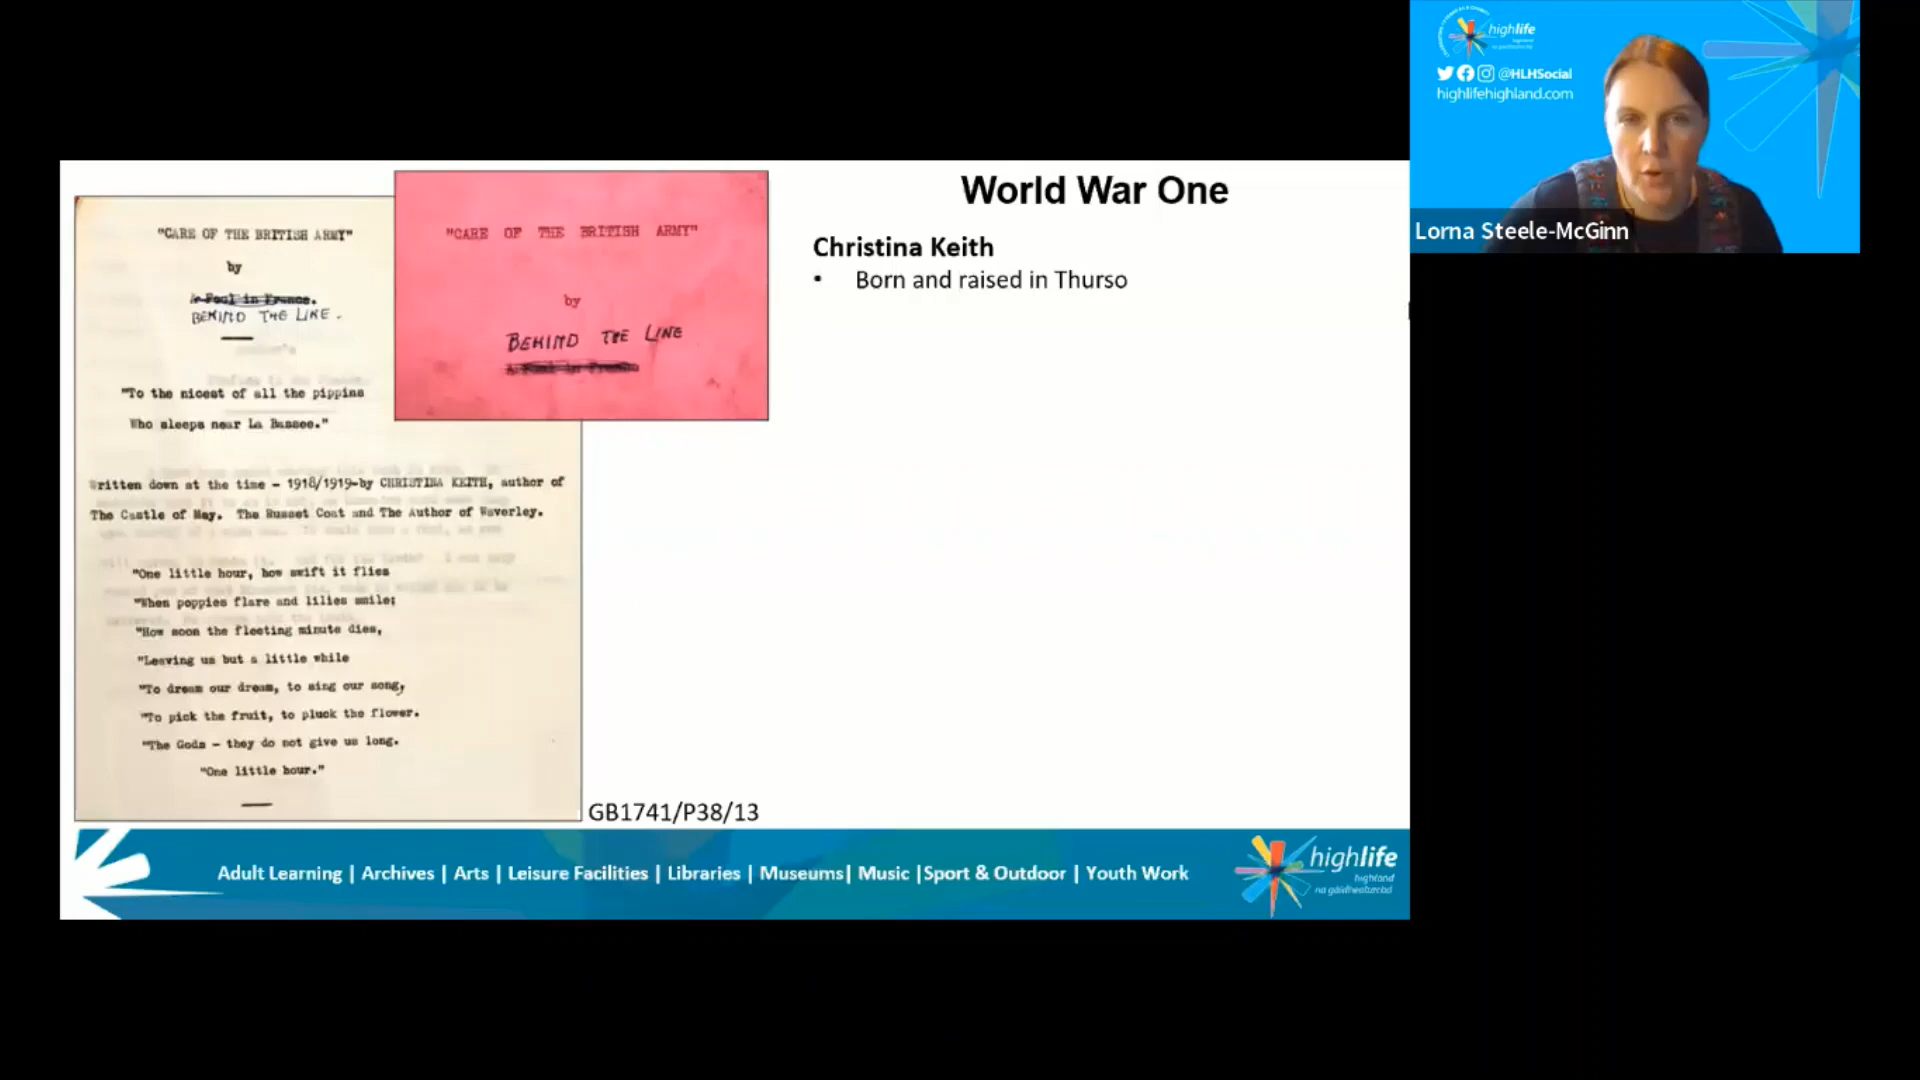 World War One
Christina Keith
• Born and raised in Thurso
"CARE OF THE BRITISH ARMY"
by
A Fool in France.
BEHIND THE LINE.
"To the nicest of all the pippins
Who sleeps near La Bassee."
Written down at the time - 1918/1919-by CHRISTINA KEITH, author of
The Castle of May. The Russet Coat and The Author of Waverley.
"One little hour, how swift it flies
"When poppies flare and lilies smile;
"How soon the fleeting minute dies,
"Leaving us but a little while
"To dream our dream, to sing our song,
"To pick the fruit, to pluck the flower.
"The Gods - they do not give us long.
"One little hour."
"CARE OF THE BRITISH ARMY"
by
BEHIND THE LINE
A Fool in France
GB1741/P38/13
Adult Learning | Archives | Arts | Leisure Facilities | Libraries | Museums| Music |Sport & Outdoor | Youth Work
highlife
highland
na gàidhealtachd
highlife
highland
na gàidhealtachd
@HLHSocial
highlifehighland.com
Lorna Steele-McGinn